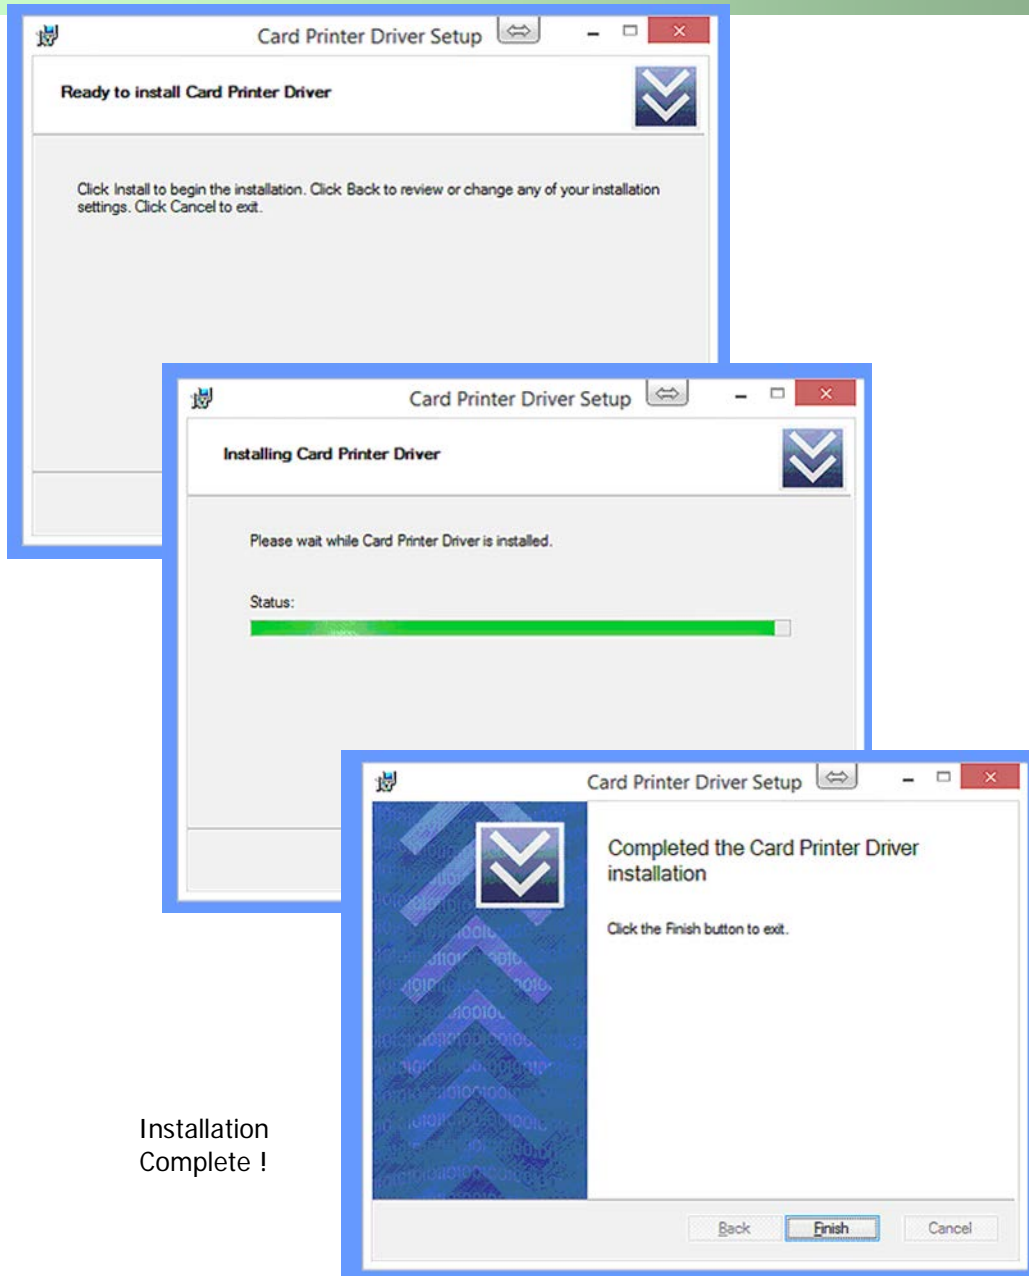 Card Printer Driver Setup
Ready to install Card Printer Driver
Click Install to begin the installation. Click Back to review or change any of your installation
settings. Click Cancel to exit.
Card Printer Driver Setup
Installing Card Printer Driver
Please wait while Card Printer Driver is installed.
Status:
Card Printer Driver Setup
Completed the Card Printer Driver
installation
Click the Finish button to exit.
Installation
Complete !
Back Finish Cancel